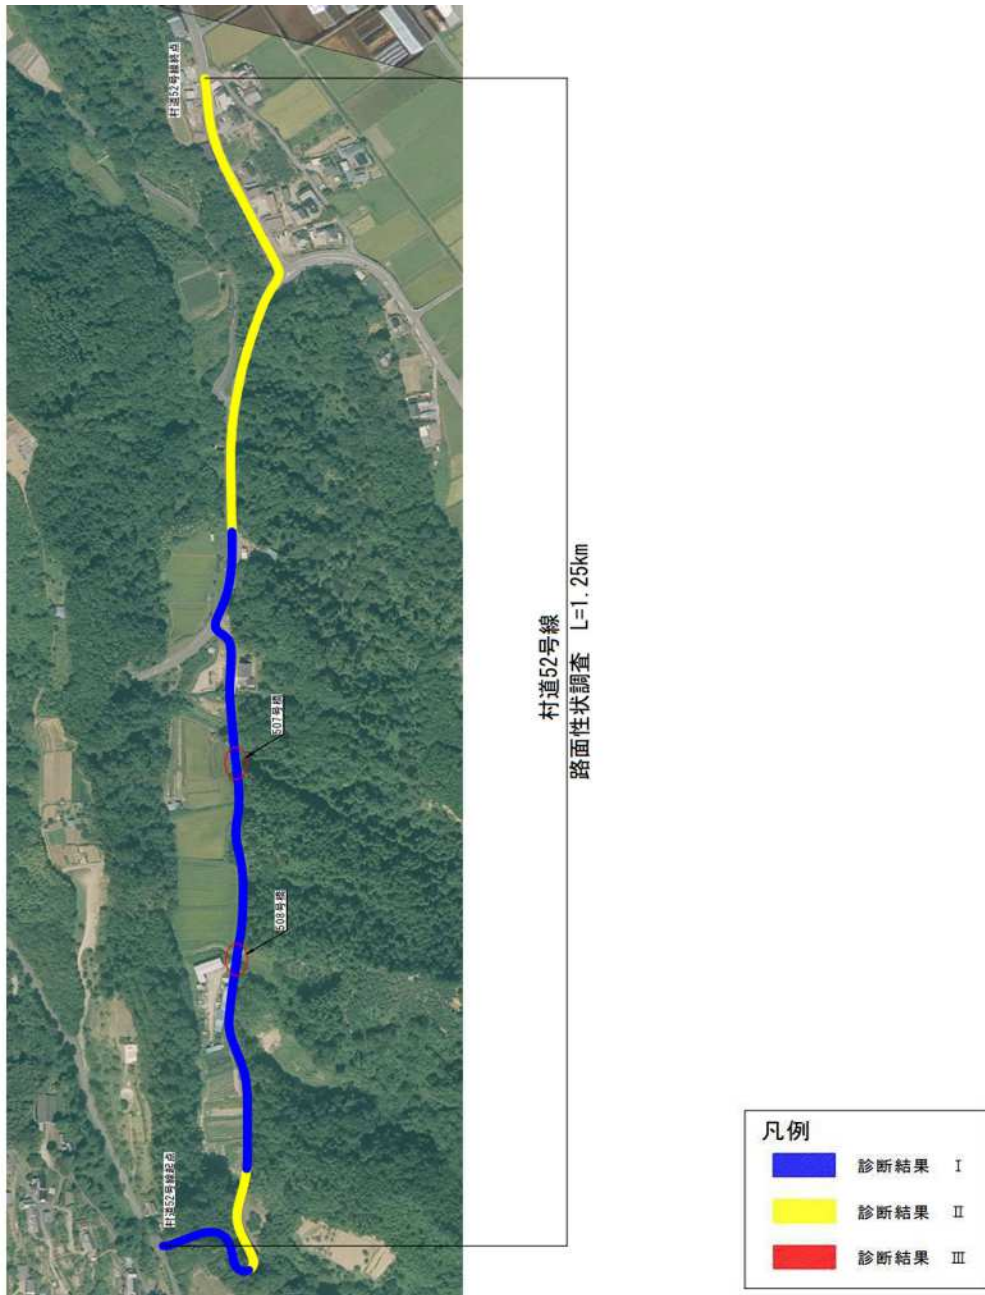 村道52号線終点
村道52号線
路面性状調査 L=1.25km
507号橋
508号橋
村道52号線起点
凡例
診断結果 Ⅰ
診断結果 Ⅱ
診断結果 Ⅲ